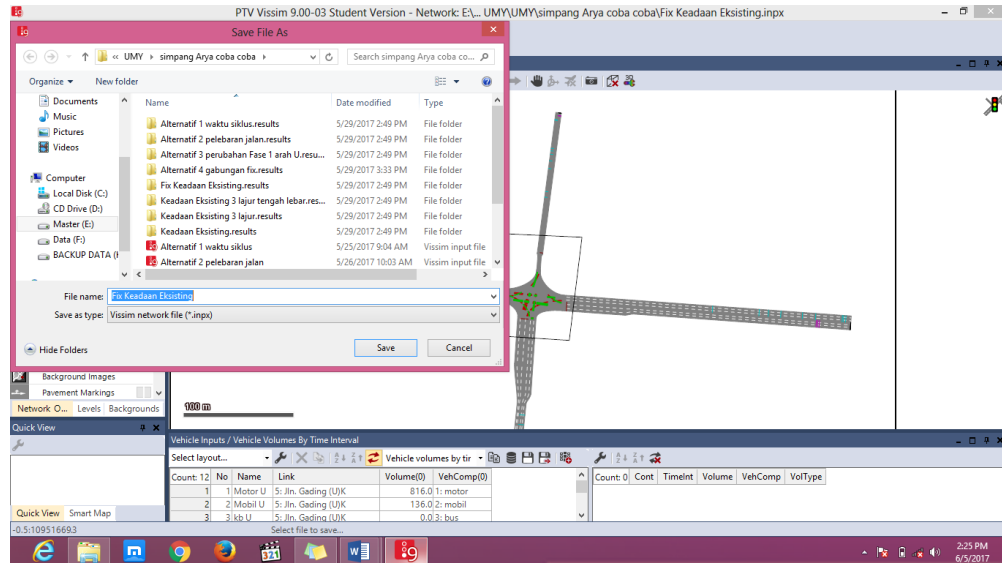 PTV Vissim 9.00-03 Student Version - Network: E:\... UMY\UMY\simpang Arya coba coba\Fix Keadaan Eksisting.inpx
Save File As
« UMY ▸ simpang Arya coba coba ▸
Search simpang Arya coba co...
Organize ▾ New folder
Documents
Music
Pictures
Videos
Computer
Local Disk (C:)
CD Drive (D:)
Master (E:)
Data (F:)
BACKUP DATA (
Name Date modified Type
Alternatif 1 waktu siklus.results 5/29/2017 2:49 PM File folder
Alternatif 2 pelebaran jalan.results 5/29/2017 2:49 PM File folder
Alternatif 3 perubahan Fase 1 arah U.resu... 5/29/2017 2:49 PM File folder
Alternatif 4 gabungan fix.results 5/29/2017 3:33 PM File folder
Fix Keadaan Eksisting.results 5/29/2017 2:49 PM File folder
Keadaan Eksisting 3 lajur tengah lebar.res... 5/29/2017 2:49 PM File folder
Keadaan Eksisting 3 lajur.results 5/29/2017 2:49 PM File folder
Keadaan Eksisting.results 5/29/2017 2:49 PM File folder
Alternatif 1 waktu siklus 5/25/2017 9:04 AM Vissim input file
Alternatif 2 pelebaran jalan 5/26/2017 10:03 AM Vissim input file
File name: Fix Keadaan Eksisting
Save as type: Vissim network file (*.inpx)
Hide Folders
Save Cancel
Background Images
Pavement Markings
Network O... Levels Backgrounds
100 m
Quick View
Quick View Smart Map
Vehicle Inputs / Vehicle Volumes By Time Interval
Select layout... Vehicle volumes by tir
Count: 12 No Name Link Volume(0) VehComp(0)
1 1 Motor U 5: Jln. Gading (U)K 816.0 1: motor
2 2 Mobil U 5: Jln. Gading (U)K 136.0 2: mobil
3 3 kb U 5: Jln. Gading (U)K 0.0 3: bus
Count: 0 Cont TimeInt Volume VehComp VolType
-0.5:1095166​93 Select file to save...
321
2:25 PM
6/5/2017